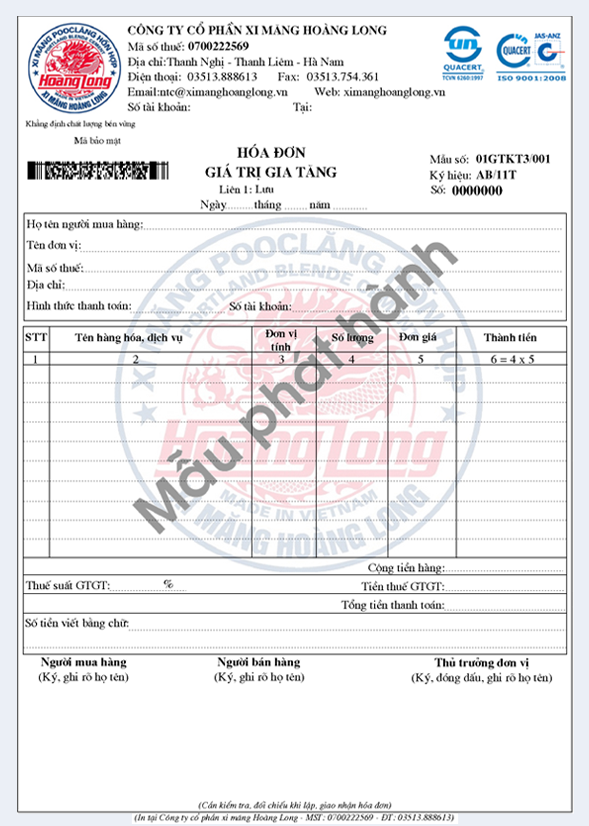 CÔNG TY CỔ PHẦN XI MĂNG HOÀNG LONG
Mã số thuế: 0700222569
Địa chỉ:Thanh Nghị - Thanh Liêm - Hà Nam
Điện thoại: 03513.888613 Fax: 03513.754.361
Email:ntc@ximanghoanglong.vn Web: ximanghoanglong.vn
Số tài khoản: Tại:
XI MĂNG POOCLĂNG HỖN HỢP
PORTLAND BLENDED CEMENT
HoàngLong
MADE IN VIETNAM
XI MĂNG HOÀNG LONG
Khẳng định chất lượng bền vững
QUACERT
TCVN 6260:1997
QUACERT
JAS-ANZ
ISO 9001:2008
Mã bảo mật
HÓA ĐƠN
GIÁ TRỊ GIA TĂNG
Liên 1: Lưu
Ngày.........tháng ........năm ............
Mẫu số: 01GTKT3/001
Ký hiệu: AB/11T
Số: 0000000
Họ tên người mua hàng:
Tên đơn vị:
Mã số thuế:
Địa chỉ:
Hình thức thanh toán: Số tài khoản:
STT Tên hàng hóa, dịch vụ Đơn vị tính Số lượng Đơn giá Thành tiền
1 2 3 4 5 6 = 4 x 5
XI MĂNG POOCLĂNG HỖN HỢP
PORTLAND BLENDE CEMENT
HoàngLong
MADE IN VIETNAM
XI MĂNG HOÀNG LONG
Mẫu phát hành
Cộng tiền hàng:
Thuế suất GTGT: % Tiền thuế GTGT:
Tổng tiền thanh toán:
Số tiền viết bằng chữ:
Người mua hàng Người bán hàng Thủ trưởng đơn vị
(Ký, ghi rõ họ tên) (Ký, ghi rõ họ tên) (Ký, đóng dấu, ghi rõ họ tên)
(Cần kiểm tra, đối chiếu khi lập, giao nhận hóa đơn)
(In tại Công ty cổ phần xi măng Hoàng Long - MST: 0700222569 - ĐT: 03513.888613)